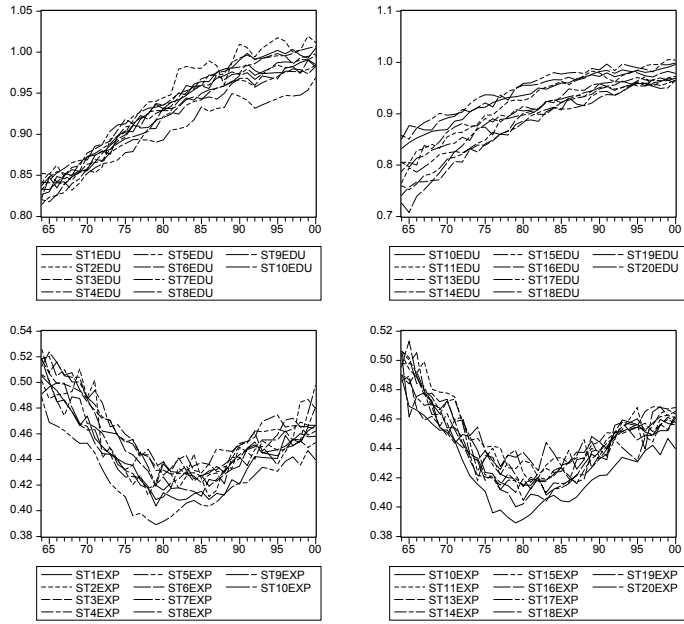 1.05
1.00
0.95
0.90
0.85
0.80
65 70 75 80 85 90 95 00
ST1EDU ST5EDU ST9EDU
ST2EDU ST6EDU ST10EDU
ST3EDU ST7EDU
ST4EDU ST8EDU
1.1
1.0
0.9
0.8
0.7
65 70 75 80 85 90 95 00
ST10EDU ST15EDU ST19EDU
ST11EDU ST16EDU ST20EDU
ST13EDU ST17EDU
ST14EDU ST18EDU
0.54
0.52
0.50
0.48
0.46
0.44
0.42
0.40
0.38
65 70 75 80 85 90 95 00
ST1EXP ST5EXP ST9EXP
ST2EXP ST6EXP ST10EXP
ST3EXP ST7EXP
ST4EXP ST8EXP
0.52
0.50
0.48
0.46
0.44
0.42
0.40
0.38
65 70 75 80 85 90 95 00
ST10EXP ST15EXP ST19EXP
ST11EXP ST16EXP ST20EXP
ST13EXP ST17EXP
ST14EXP ST18EXP